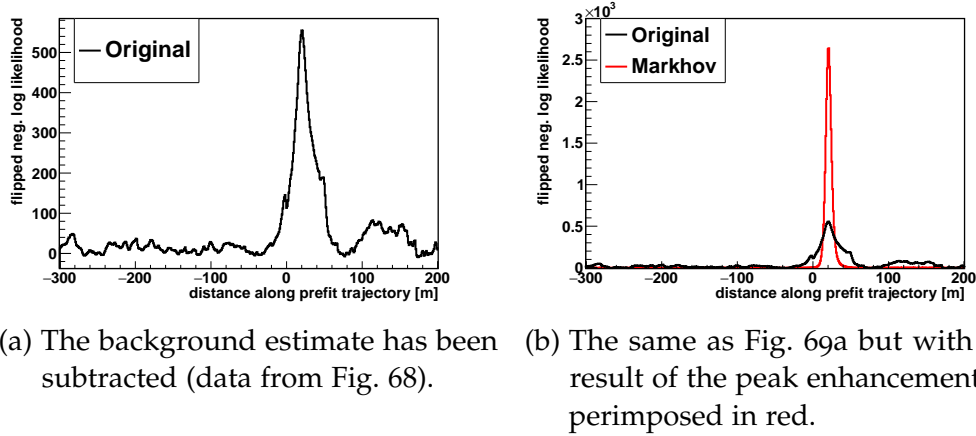 Original
flipped neg. log likelihood
500
400
300
200
100
0
−300
−200
−100
0
100
200
distance along prefit trajectory [m]
×10³
Original
Markhov
flipped neg. log likelihood
3
2.5
2
1.5
1
0.5
0
−300
−200
−100
0
100
200
distance along prefit trajectory [m]
(a) The background estimate has been
subtracted (data from Fig. 68).
(b) The same as Fig. 69a but with
result of the peak enhancement
perimposed in red.